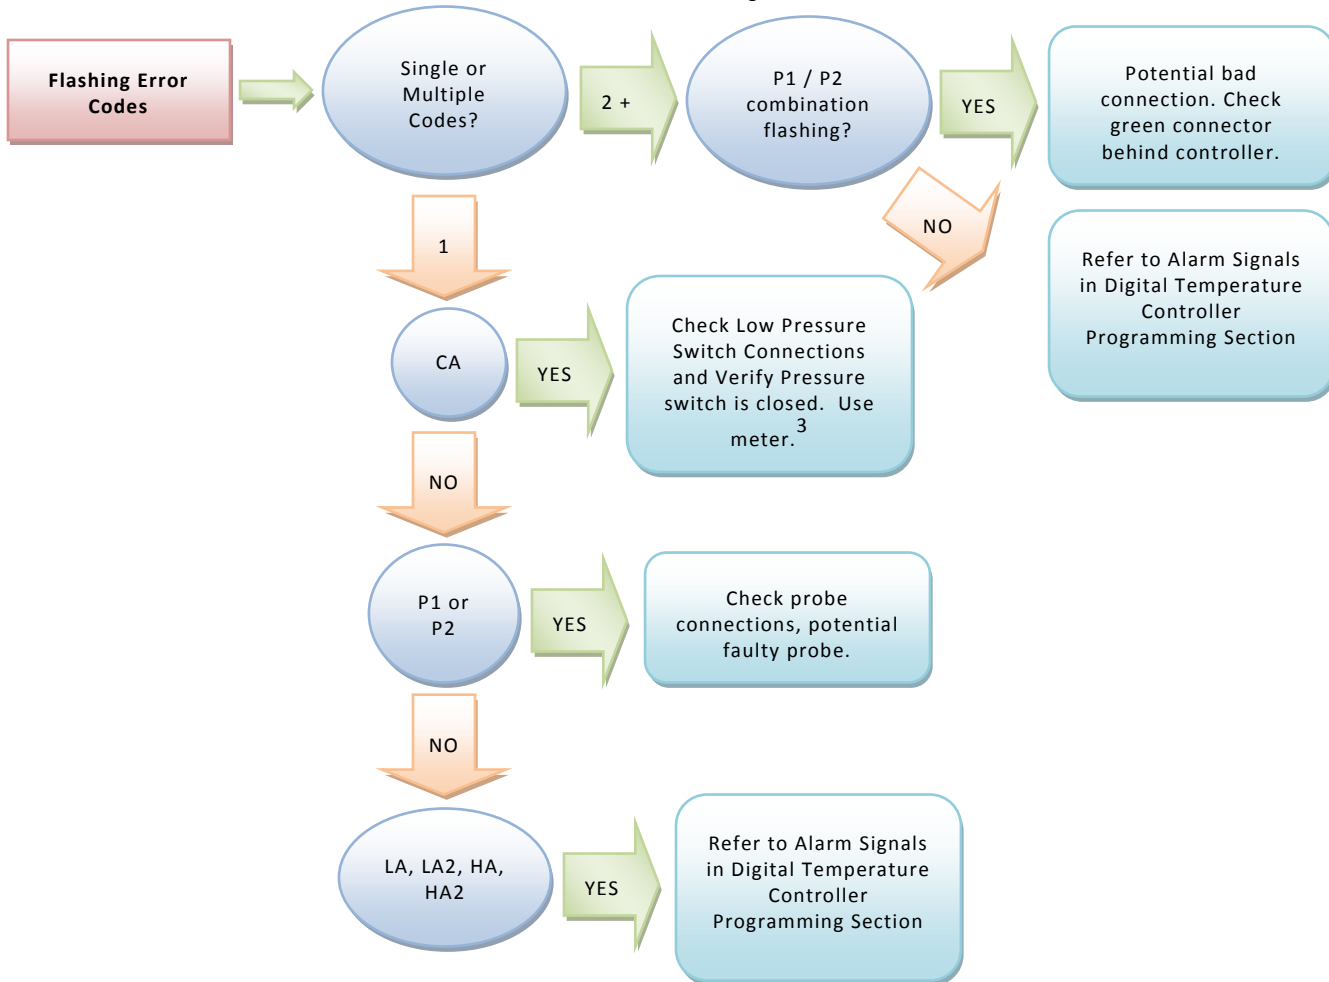 Flashing Error
Codes
Single or
Multiple
Codes?
2 +
P1 / P2
combination
flashing?
YES
Potential bad
connection. Check
green connector
behind controller.
NO
Refer to Alarm Signals
in Digital Temperature
Controller
Programming Section
1
CA
YES
Check Low Pressure
Switch Connections
and Verify Pressure
switch is closed. Use
meter.3
NO
P1 or
P2
YES
Check probe
connections, potential
faulty probe.
NO
LA, LA2, HA,
HA2
YES
Refer to Alarm Signals
in Digital Temperature
Controller
Programming Section